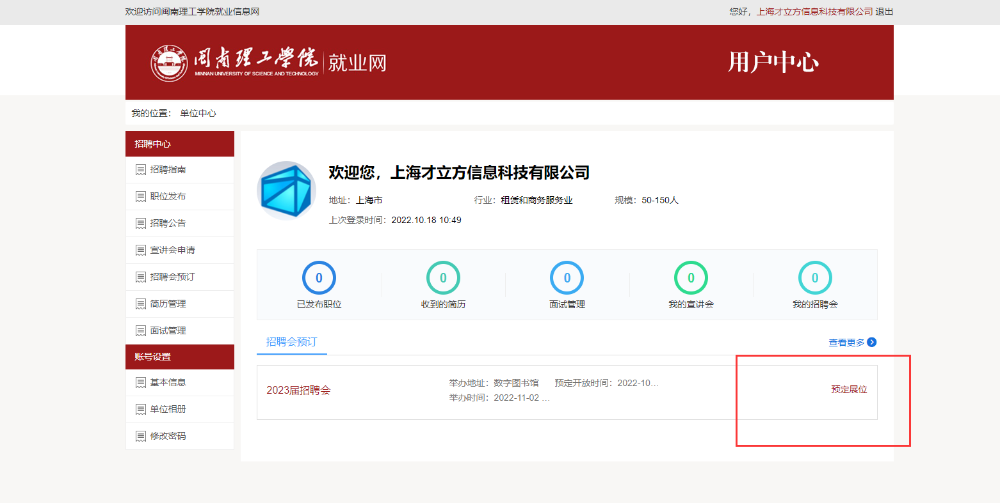 欢迎访问闽南理工学院就业信息网
您好，上海才立方信息科技有限公司 退出
闽南理工學院 就业网
MINNAN UNIVERSITY OF SCIENCE AND TECHNOLOGY
用户中心
我的位置： 单位中心
招聘中心
招聘指南
职位发布
招聘公告
宣讲会申请
招聘会预订
简历管理
面试管理
账号设置
基本信息
单位相册
修改密码
欢迎您，上海才立方信息科技有限公司
地址：上海市 行业：租赁和商务服务业 规模：50-150人
上次登录时间：2022.10.18 10:49
0 0 0 0 0
已发布职位 收到的简历 面试管理 我的宣讲会 我的招聘会
招聘会预订 查看更多
2023届招聘会
举办地址：数字图书馆 预定开放时间：2022-10...
举办时间：2022-11-02 ...
预定展位